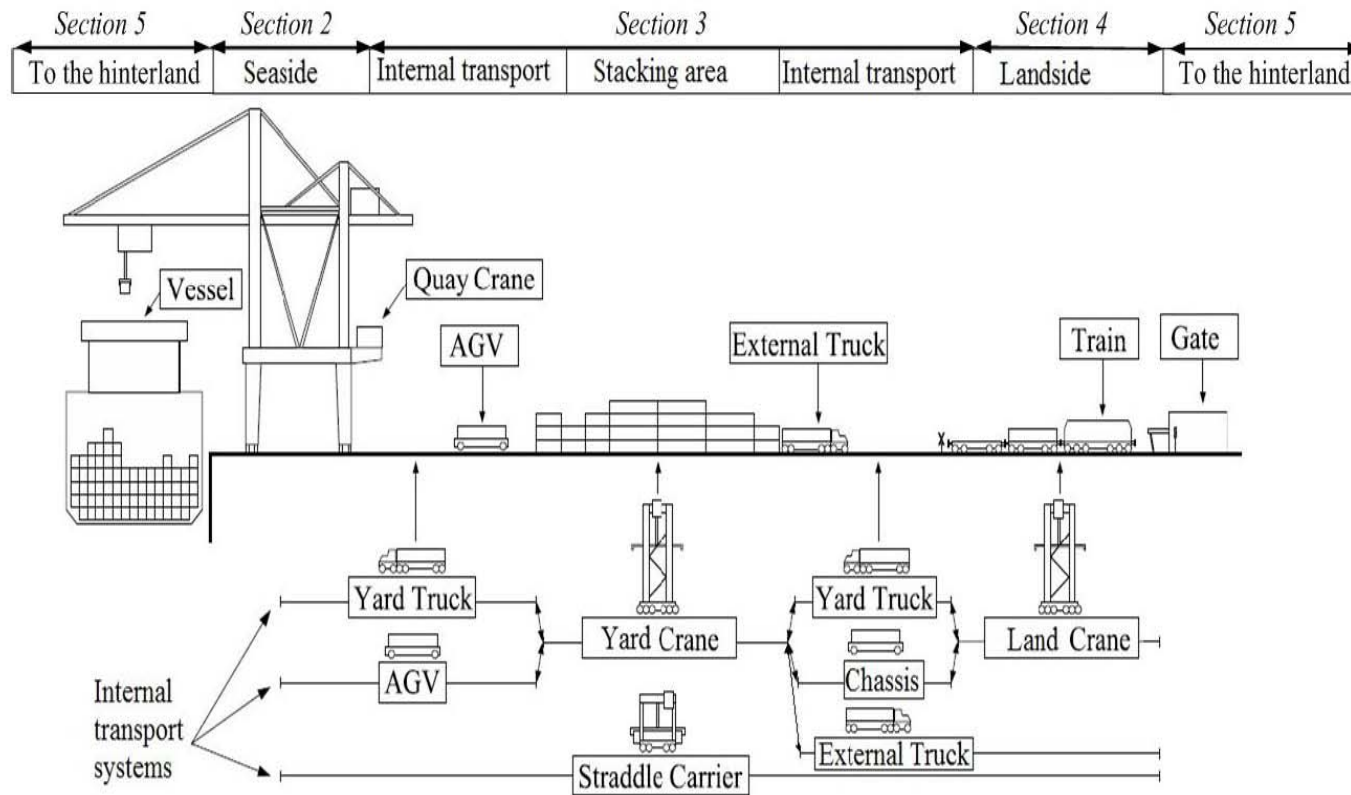 Section 5
Section 2
Section 3
Section 4
Section 5
To the hinterland
Seaside
Internal transport
Stacking area
Internal transport
Landside
To the hinterland
Vessel
Quay Crane
AGV
External Truck
Train
Gate
Yard Truck
Yard Truck
Yard Crane
Land Crane
AGV
Chassis
Internal
transport
systems
External Truck
Straddle Carrier